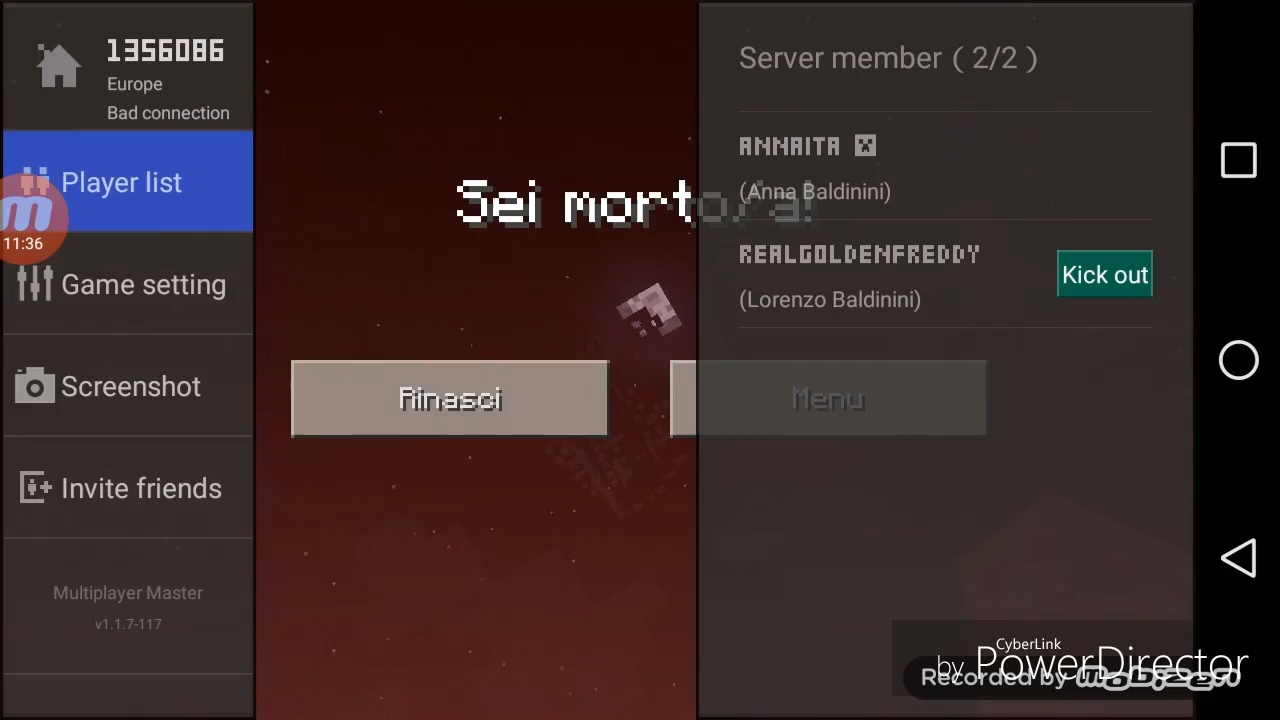 1356086
Europe
Bad connection
Player list
11:36
Game setting
Screenshot
Invite friends
Multiplayer Master
v1.1.7-117
Sei morto/a!
Rinasci
Menu
Server member ( 2/2 )
ANNAITA
(Anna Baldinini)
REALGOLDENFREDDY
(Lorenzo Baldinini)
Kick out
CyberLink
by PowerDirector
Recorded by mobizen